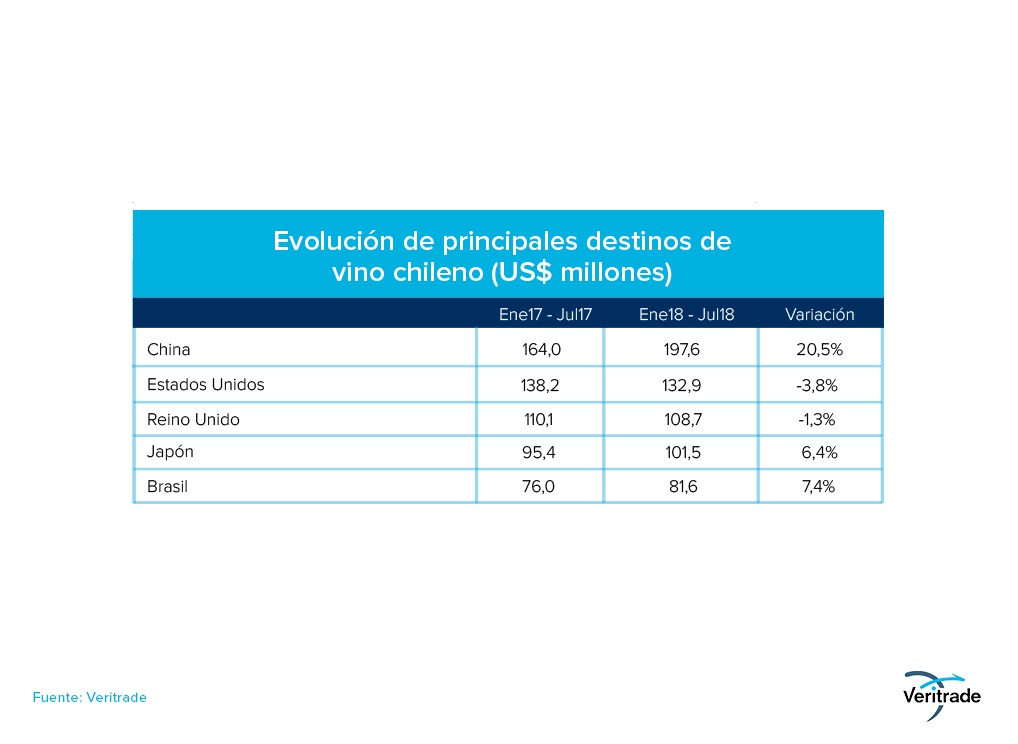 Evolución de principales destinos de
vino chileno (US$ millones)
Ene17 - Jul17 Ene18 - Jul18 Variación
China 164,0 197,6 20,5%
Estados Unidos 138,2 132,9 -3,8%
Reino Unido 110,1 108,7 -1,3%
Japón 95,4 101,5 6,4%
Brasil 76,0 81,6 7,4%
Fuente: Veritrade
Veritrade